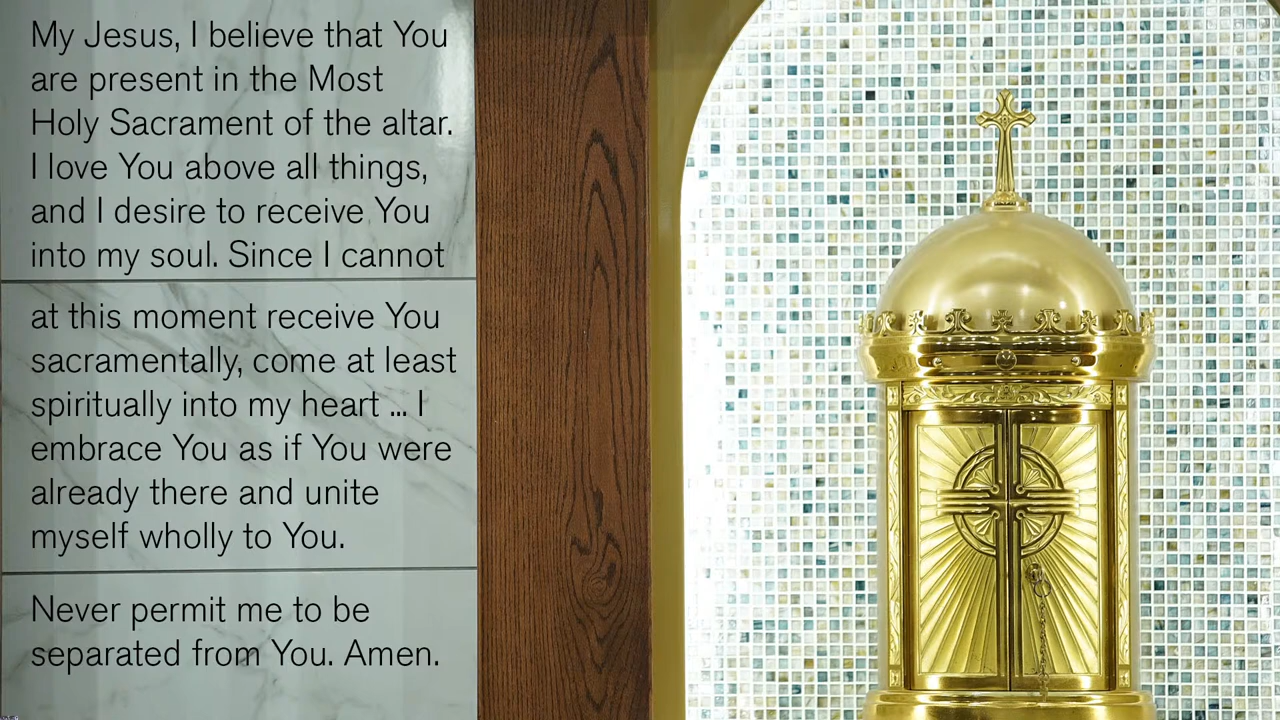 My Jesus, I believe that You
are present in the Most
Holy Sacrament of the altar.
I love You above all things,
and I desire to receive You
into my soul. Since I cannot
at this moment receive You
sacramentally, come at least
spiritually into my heart ... I
embrace You as if You were
already there and unite
myself wholly to You.
Never permit me to be
separated from You. Amen.